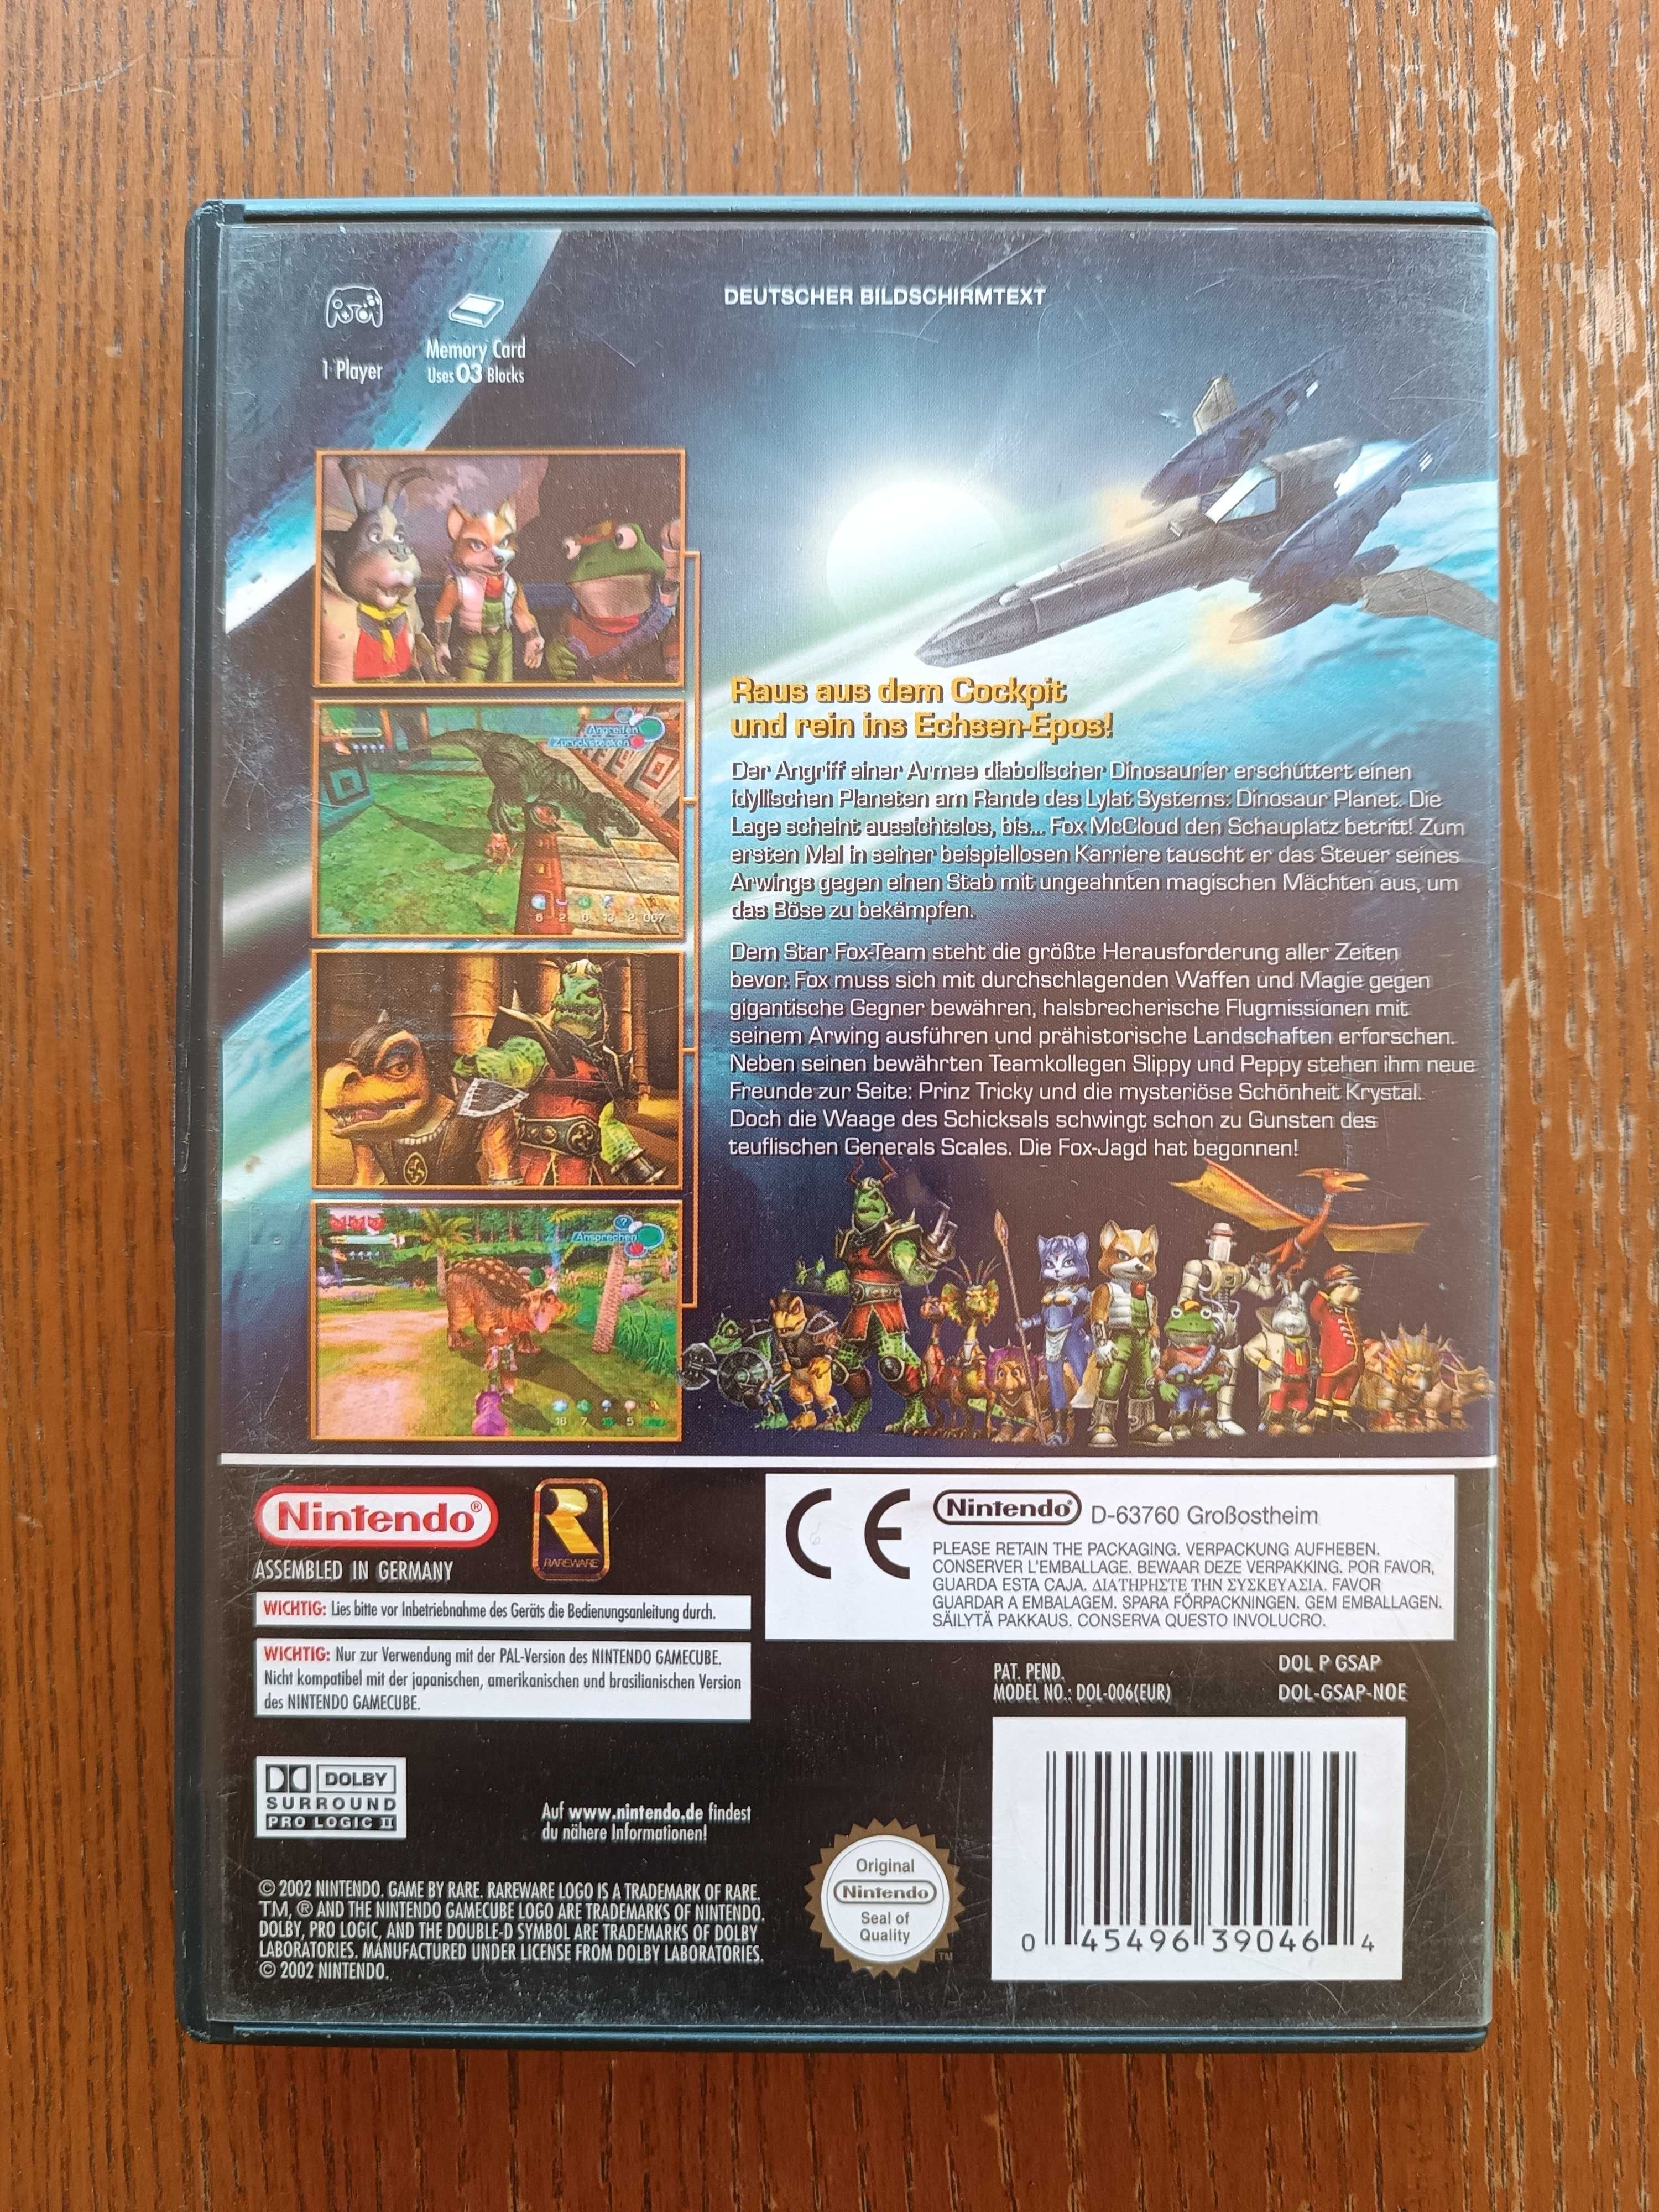 DEUTSCHER BILDSCHIRMTEXT
1 Player
Memory Card
Uses 03 Blocks
Angreifen
Zurückstecken
6 2 6 13 2 007
Ansprechen
?
18 7 15 5
Raus aus dem Cockpit
und rein ins Echsen-Epos!
Der Angriff einer Armee diabolischer Dinosaurier erschüttert einen
idyllischen Planeten am Rande des Lylat Systems: Dinosaur Planet. Die
Lage scheint aussichtslos, bis... Fox McCloud den Schauplatz betritt! Zum
ersten Mal in seiner beispiellosen Karriere tauscht er das Steuer seines
Arwings gegen einen Stab mit ungeahnten magischen Mächten aus, um
das Böse zu bekämpfen.
Dem Star Fox-Team steht die größte Herausforderung aller Zeiten
bevor: Fox muss sich mit durchschlagenden Waffen und Magie gegen
gigantische Gegner bewähren, halsbrecherische Flugmissionen mit
seinem Arwing ausführen und prähistorische Landschaften erforschen.
Neben seinen bewährten Teamkollegen Slippy und Peppy stehen ihm neue
Freunde zur Seite: Prinz Tricky und die mysteriöse Schönheit Krystal.
Doch die Waage des Schicksals schwingt schon zu Gunsten des
teuflischen Generals Scales. Die Fox-Jagd hat begonnen!
Nintendo®
ASSEMBLED IN GERMANY
R
RAREWARE
CE
Nintendo® D-63760 Großostheim
PLEASE RETAIN THE PACKAGING. VERPACKUNG AUFHEBEN.
CONSERVER L'EMBALLAGE. BEWAAR DEZE VERPAKKING. POR FAVOR,
GUARDA ESTA CAJA. ΔΙΑΤΗΡΗΣΤΕ ΤΗΝ ΣΥΣΚΕΥΑΣΙΑ. FAVOR
GUARDAR A EMBALAGEM. SPARA FÖRPACKNINGEN. GEM EMBALLAGEN.
SÄILYTÄ PAKKAUS. CONSERVA QUESTO INVOLUCRO.
WICHTIG: Lies bitte vor Inbetriebnahme des Geräts die Bedienungsanleitung durch.
WICHTIG: Nur zur Verwendung mit der PAL-Version des NINTENDO GAMECUBE.
Nicht kompatibel mit der japanischen, amerikanischen und brasilianischen Version
des NINTENDO GAMECUBE.
PAT. PEND.
MODEL NO.: DOL-006(EUR)
DOL P GSAP
DOL-GSAP-NOE
DOLBY
SURROUND
PRO LOGIC II
Auf www.nintendo.de findest
du nähere Informationen!
© 2002 NINTENDO. GAME BY RARE. RAREWARE LOGO IS A TRADEMARK OF RARE.
TM, ® AND THE NINTENDO GAMECUBE LOGO ARE TRADEMARKS OF NINTENDO.
DOLBY, PRO LOGIC, AND THE DOUBLE-D SYMBOL ARE TRADEMARKS OF DOLBY
LABORATORIES. MANUFACTURED UNDER LICENSE FROM DOLBY LABORATORIES.
© 2002 NINTENDO.
Original
Nintendo
Seal of
Quality
TM
0 45496 39046 4